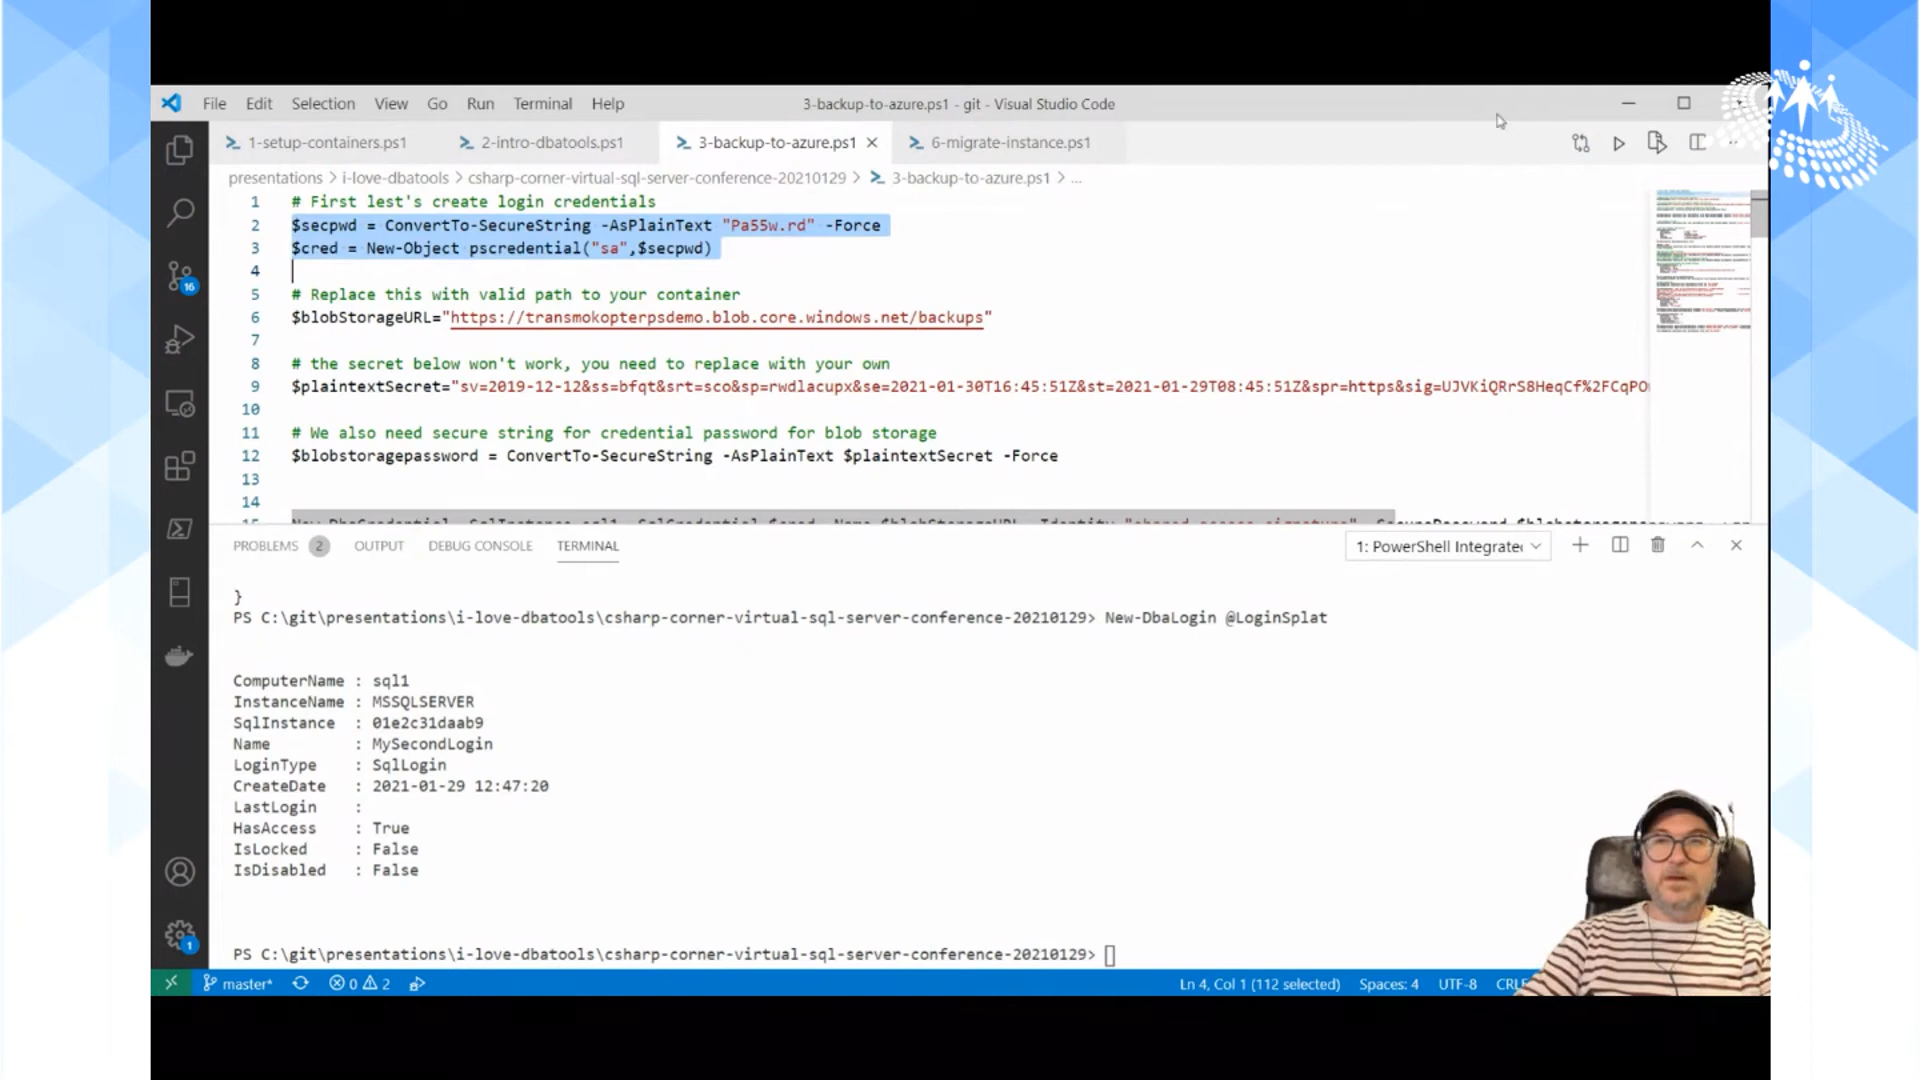 File Edit Selection View Go Run Terminal Help 3-backup-to-azure.ps1 - git - Visual Studio Code
1-setup-containers.ps1 2-intro-dbatools.ps1 3-backup-to-azure.ps1 6-migrate-instance.ps1
presentations > i-love-dbatools > csharp-corner-virtual-sql-server-conference-20210129 > 3-backup-to-azure.ps1 > ...
1 # First lest's create login credentials
2 $secpwd = ConvertTo-SecureString -AsPlainText "Pa55w.rd" -Force
3 $cred = New-Object pscredential("sa",$secpwd)
4
5 # Replace this with valid path to your container
6 $blobStorageURL="https://transmokopterpsdemo.blob.core.windows.net/backups"
7
8 # the secret below won't work, you need to replace with your own
9 $plaintextSecret="sv=2019-12-12&ss=bfqt&srt=sco&sp=rwdlacupx&se=2021-01-30T16:45:51Z&st=2021-01-29T08:45:51Z&spr=https&sig=UJVKiQRrS8HeqCf%2FCqPO
10
11 # We also need secure string for credential password for blob storage
12 $blobstoragepassword = ConvertTo-SecureString -AsPlainText $plaintextSecret -Force
13
14
16
PROBLEMS 2 OUTPUT DEBUG CONSOLE TERMINAL 1: PowerShell Integrated
}
PS C:\git\presentations\i-love-dbatools\csharp-corner-virtual-sql-server-conference-20210129> New-DbaLogin @LoginSplat
ComputerName : sql1
InstanceName : MSSQLSERVER
SqlInstance : 01e2c31daab9
Name : MySecondLogin
LoginType : SqlLogin
CreateDate : 2021-01-29 12:47:20
LastLogin :
HasAccess : True
IsLocked : False
IsDisabled : False
1
PS C:\git\presentations\i-love-dbatools\csharp-corner-virtual-sql-server-conference-20210129>
master* 0 2 Ln 4, Col 1 (112 selected) Spaces: 4 UTF-8 CRLF